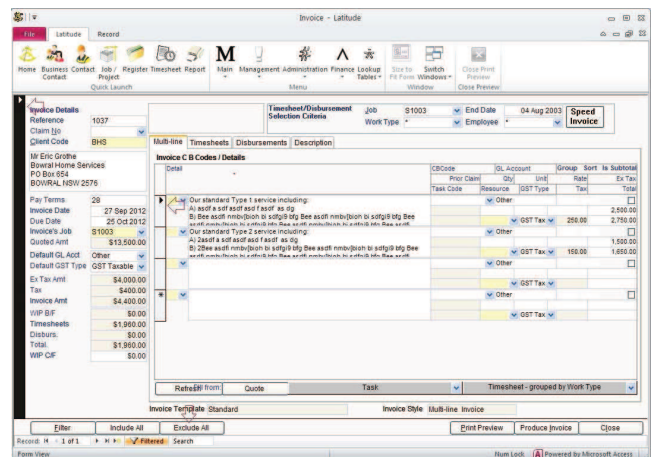 Invoice - Latitude
File Latitude Record
Home Business Contact Contact Job / Project Register Timesheet Report Main Management Administration Finance Lookup Tables Size to Fit Form Switch Windows Close Print Preview
Quick Launch Menu Window Close Preview
Invoice Details
Reference 1037
Claim No
Client Code BHS
Mr Eric Grothe
Bowral Home Services
PO Box 654
BOWRAL NSW 2576
Pay Terms 28
Invoice Date 27 Sep 2012
Due Date 25 Oct 2012
Invoice's Job S1003
Quoted Amt $13,500.00
Default GL Acct Other
Default GST Type GST Taxable
Ex Tax Amt $4,000.00
Tax $400.00
Invoice Amt $4,400.00
WIP B/F $0.00
Timesheets $1,960.00
Disburs. $0.00
Total. $1,960.00
WIP C/F $0.00
Timesheet/Disbursement Selection Criteria
Job S1003 End Date 04 Aug 2003
Work Type * Employee *
Speed Invoice
Multi-line Timesheets Disbursements Description
Invoice C B Codes / Details
Detail CBCode GL Account Group Sort Is Subtotal
Prior Claim Qty Unit Rate Ex Tax
Task Code Resource GST Type Tax Total
Our standard Type 1 service including:
A) asdf a sdf asdf asd f asdf as dg
Other
2,500.00
GST Tax 250.00 2,750.00
Our standard Type 2 service including:
A) 2asdf a sdf asdf asd f asdf as dg
Other
1,500.00
GST Tax 150.00 1,650.00
Other
GST Tax
Other
GST Tax
Refresh from: Quote Task Timesheet - grouped by Work Type
Invoice Template Standard Invoice Style Multi-line Invoice
Filter Include All Exclude All Print Preview Produce Invoice Close
Record: 1 of 1 Filtered Search
Form View Num Lock Powered by Microsoft Access